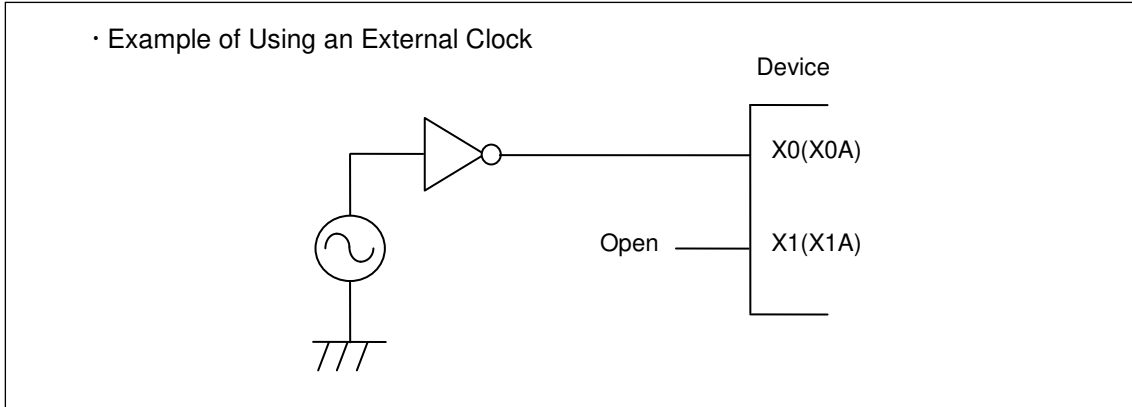 · Example of Using an External Clock
Device
X0(X0A)
Open
X1(X1A)